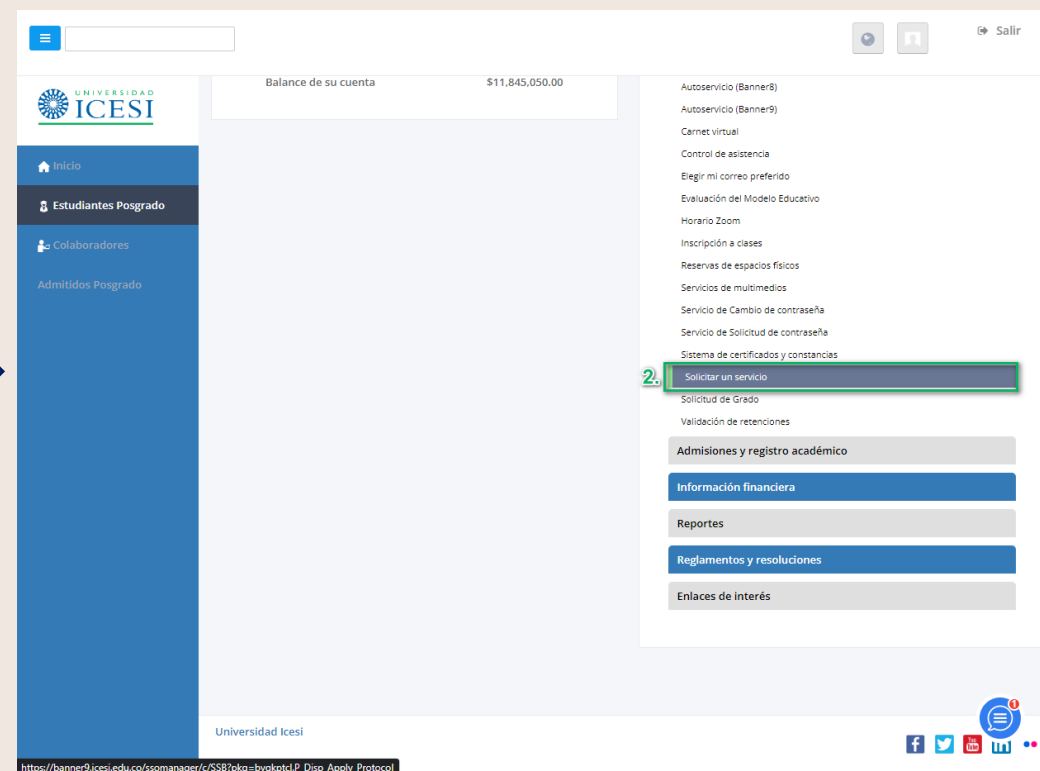 Salir
UNIVERSIDAD
ICESI
Inicio
Estudiantes Posgrado
Colaboradores
Admitidos Posgrado
Balance de su cuenta $11,845,050.00
Autoservicio (Banner8)
Autoservicio (Banner9)
Carnet virtual
Control de asistencia
Elegir mi correo preferido
Evaluación del Modelo Educativo
Horario Zoom
Inscripción a clases
Reservas de espacios físicos
Servicios de multimedios
Servicio de Cambio de contraseña
Servicio de Solicitud de contraseña
Sistema de certificados y constancias
2. Solicitar un servicio
Solicitud de Grado
Validación de retenciones
Admisiones y registro académico
Información financiera
Reportes
Reglamentos y resoluciones
Enlaces de interés
1
Universidad Icesi
https://banner9.icesi.edu.co/ssomanager/c/SSB?pkg=bvgkptcl.P_Disp_Apply_Protocol